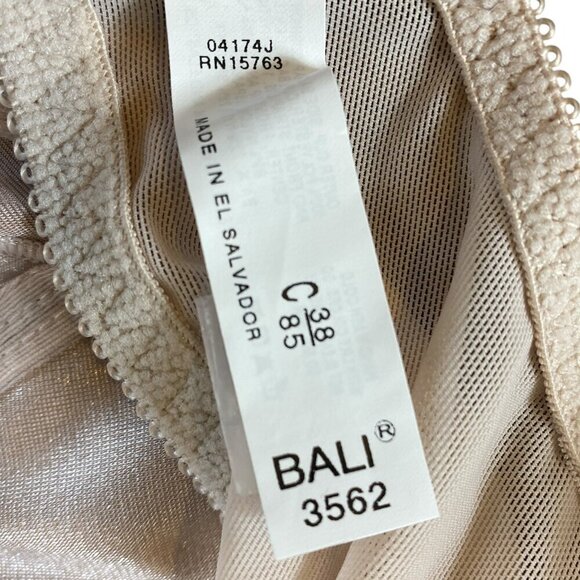 04174J
RN15763
MADE IN EL SALVADOR
C 38
85
BALI®
3562